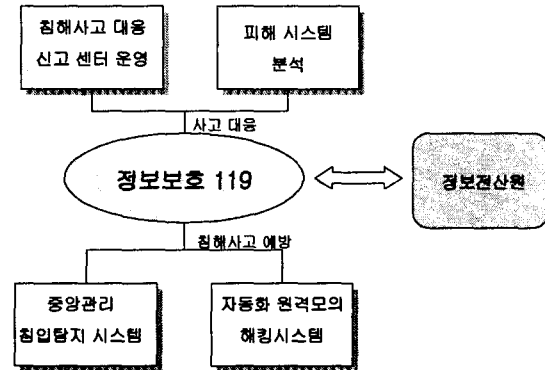 침해사고 대응
신고 센터 운영
피해 시스템
분석
사고 대응
정보보호 119
정보전산원
침해사고 예방
중앙관리
침입탐지 시스템
자동화 원격모의
해킹시스템